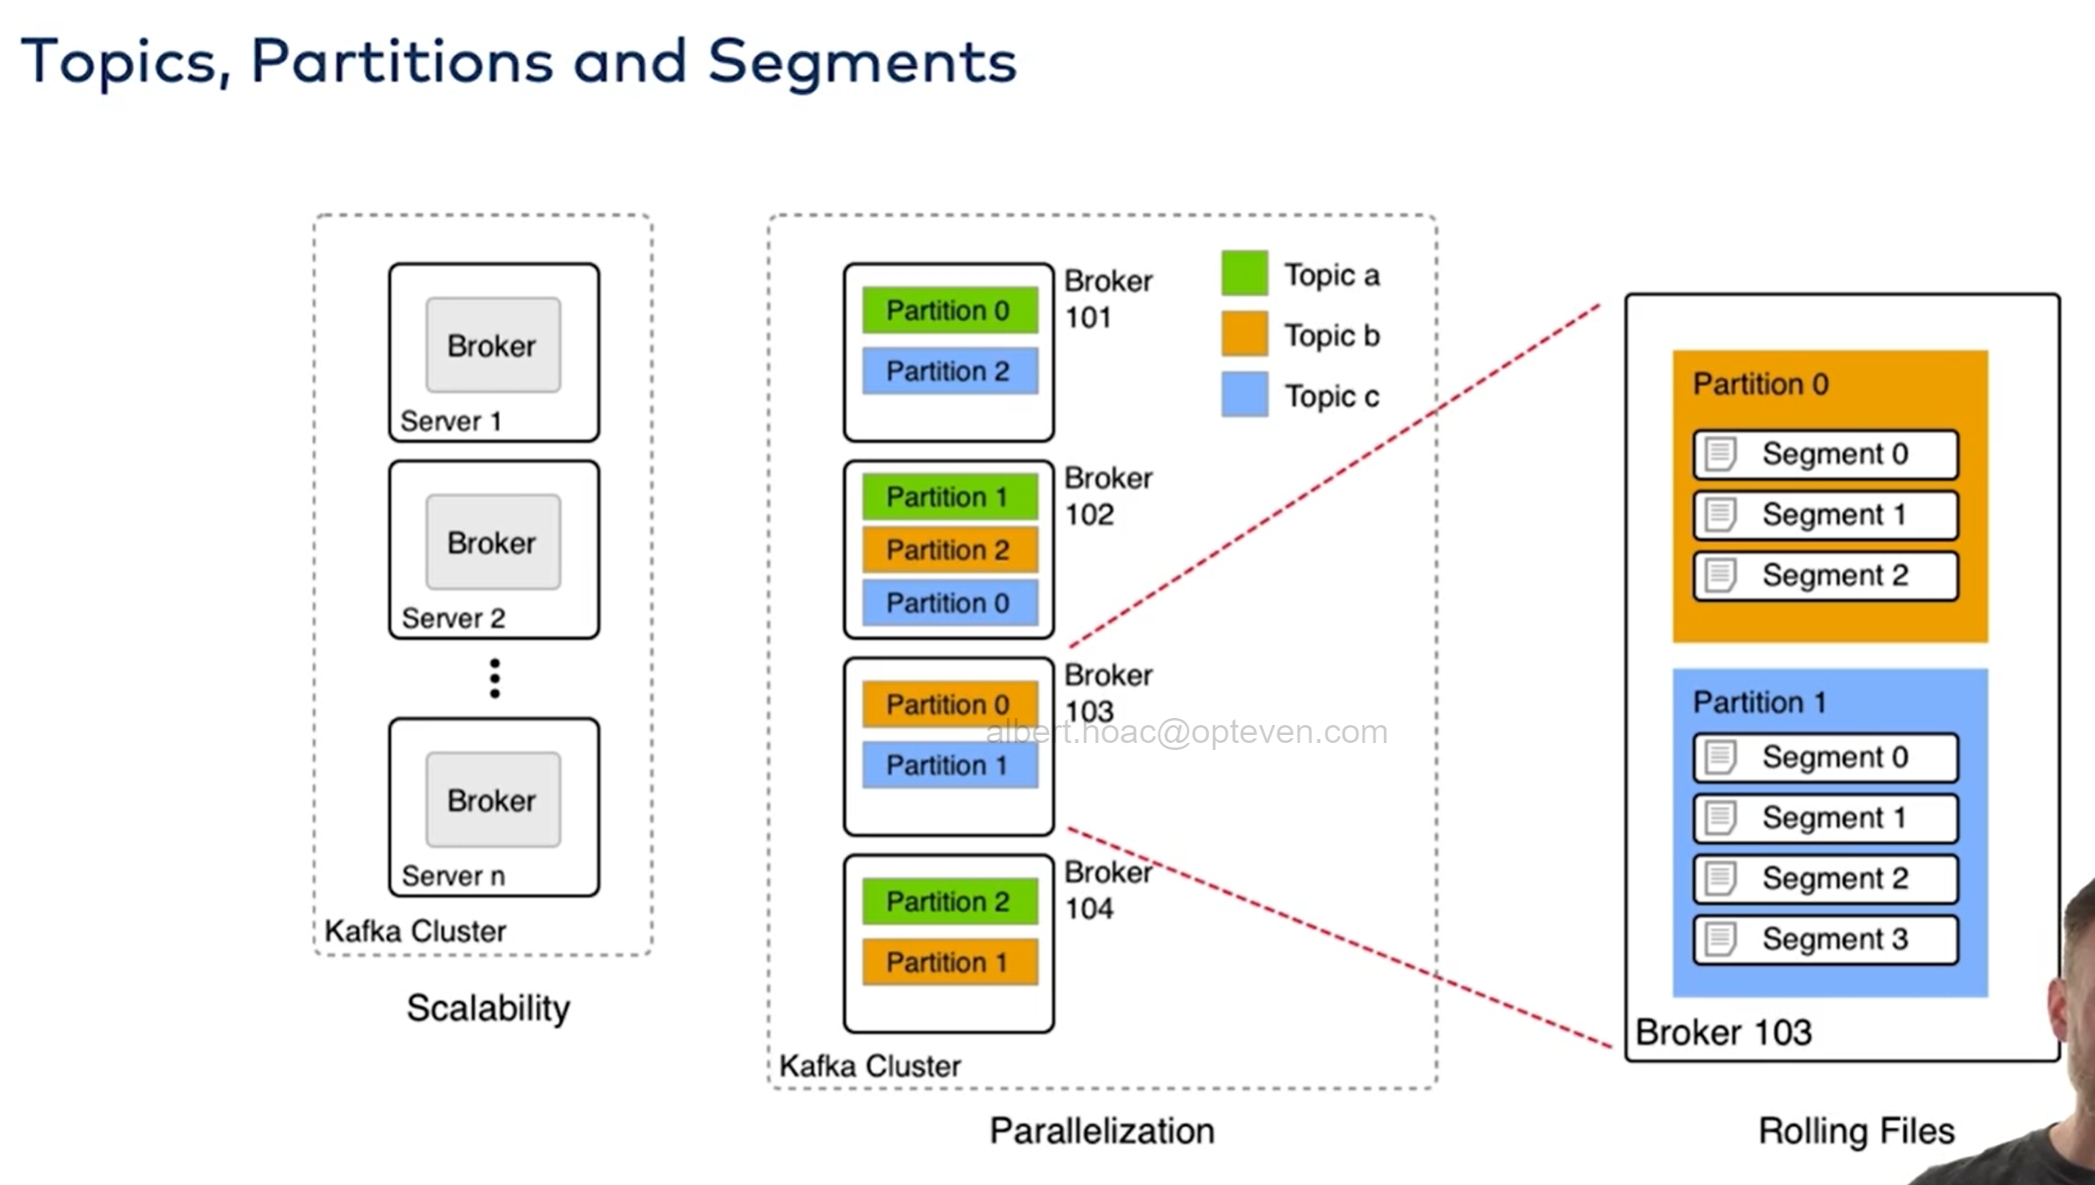 Topics, Partitions and Segments
Broker
Server 1
Broker
Server 2
Broker
Server n
Kafka Cluster
Scalability
Partition 0
Partition 2
Broker
101
Partition 1
Partition 2
Partition 0
Broker
102
Partition 0
Partition 1
Broker
103
albert.hoac@opteven.com
Partition 2
Partition 1
Broker
104
Topic a
Topic b
Topic c
Kafka Cluster
Parallelization
Partition 0
Segment 0
Segment 1
Segment 2
Partition 1
Segment 0
Segment 1
Segment 2
Segment 3
Broker 103
Rolling Files